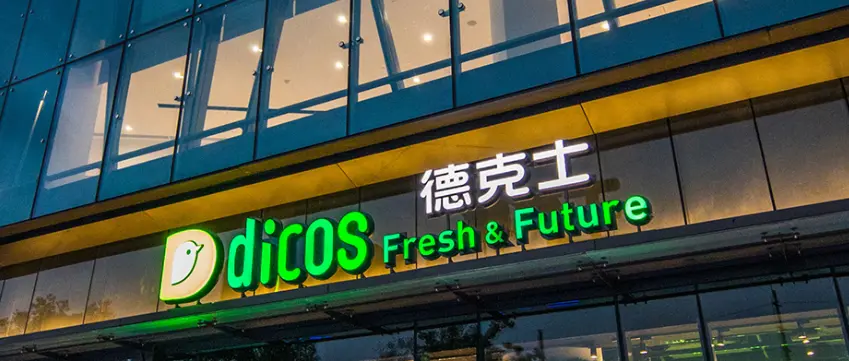 德克士
dicos Fresh & Future